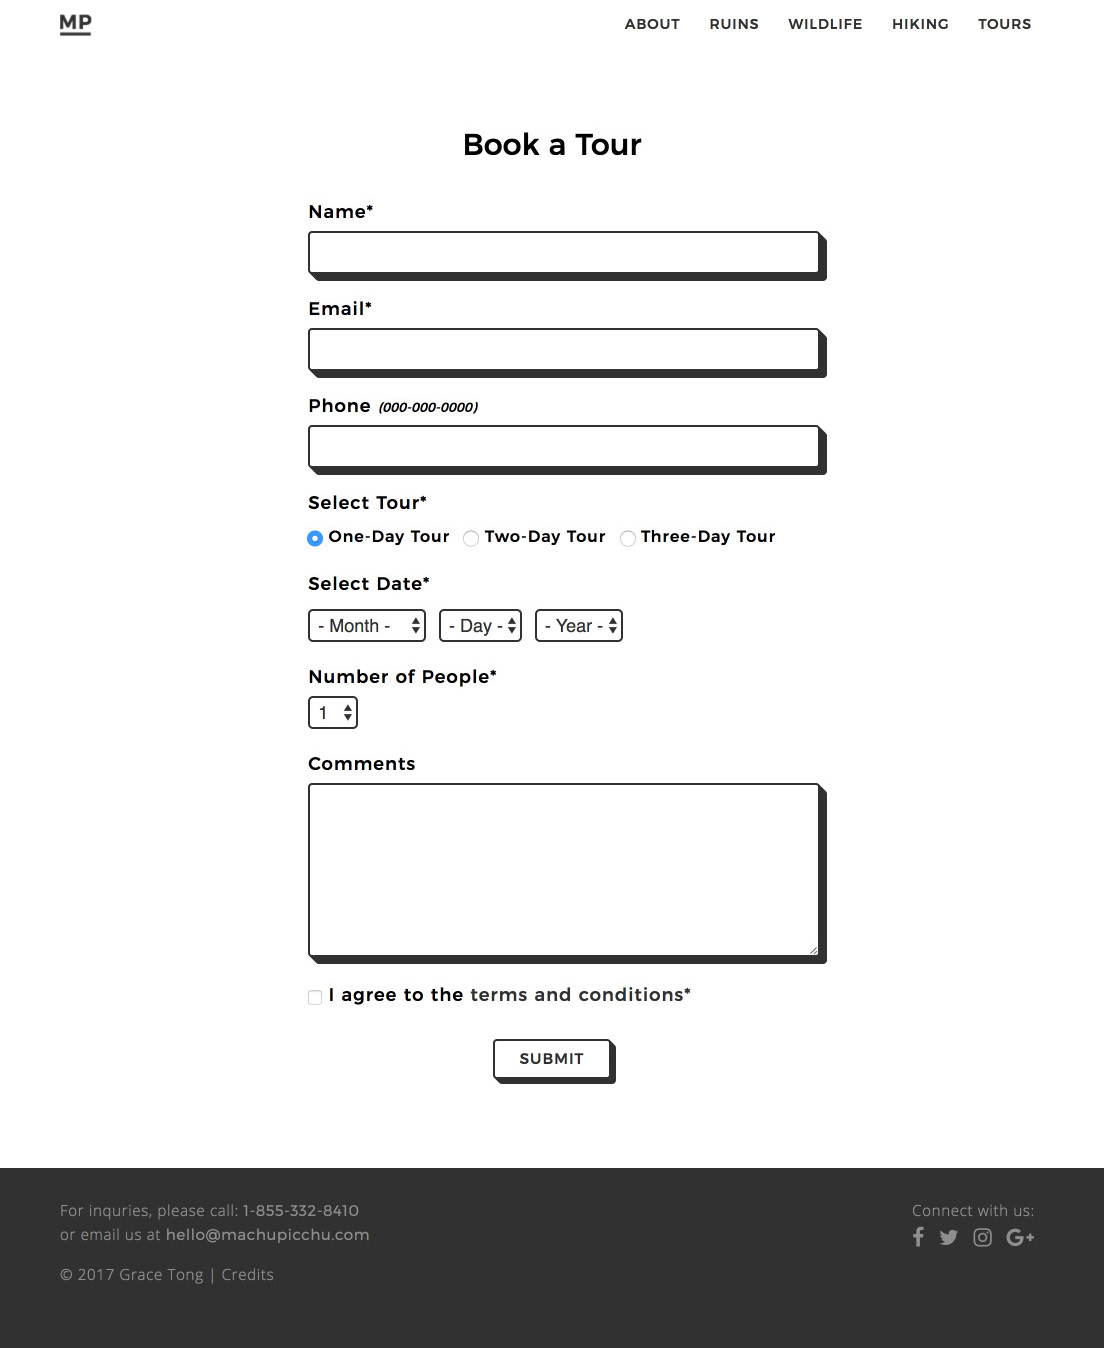 MP
ABOUT RUINS WILDLIFE HIKING TOURS
Book a Tour
Name*
Email*
Phone (000-000-0000)
Select Tour*
One-Day Tour Two-Day Tour Three-Day Tour
Select Date*
- Month - - Day - - Year -
Number of People*
1
Comments
I agree to the terms and conditions*
SUBMIT
For inquries, please call: 1-855-332-8410
or email us at hello@machupicchu.com
© 2017 Grace Tong | Credits
Connect with us:
G+